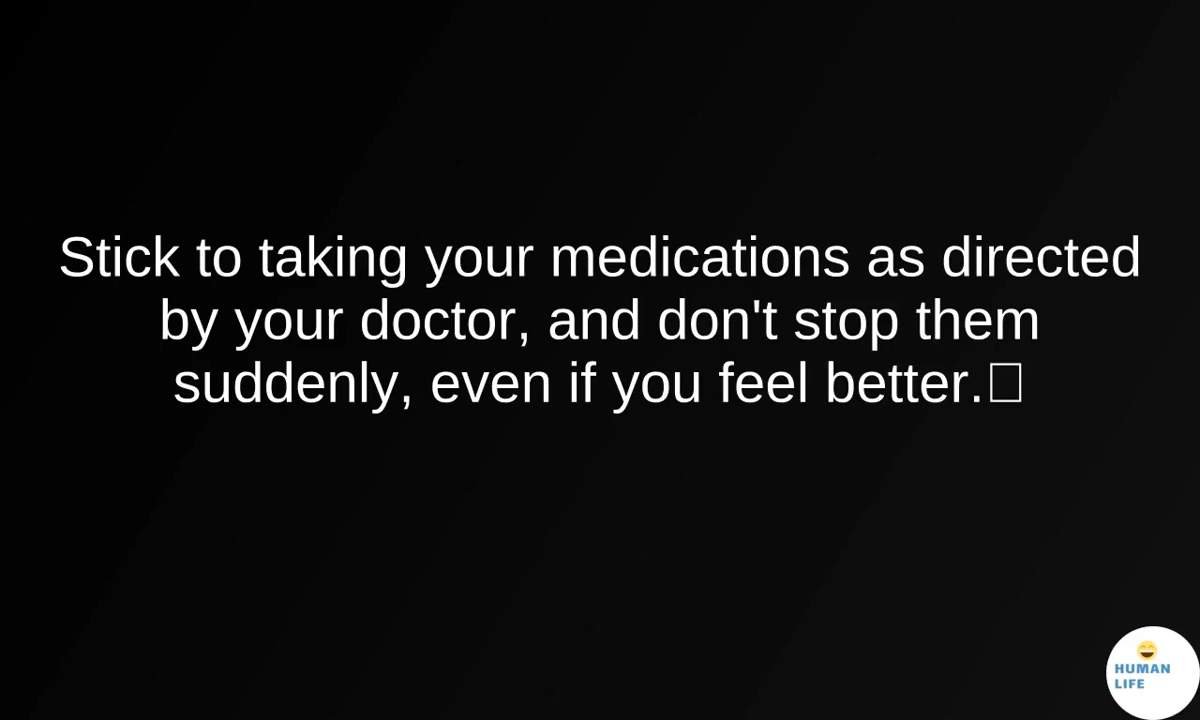 Stick to taking your medications as directed
by your doctor, and don't stop them
suddenly, even if you feel better.
HUMAN
LIFE